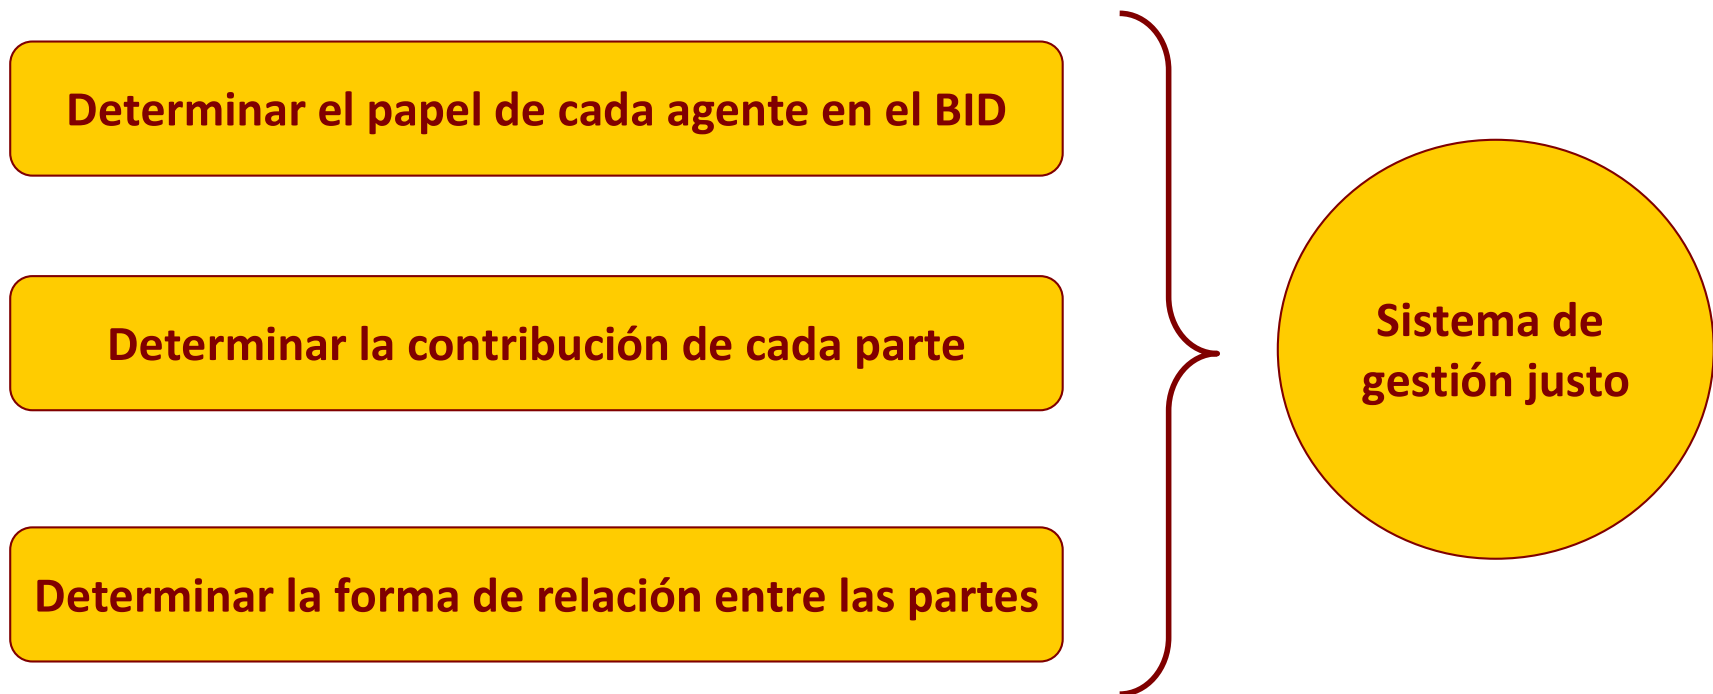 Determinar el papel de cada agente en el BID
Determinar la contribución de cada parte
Determinar la forma de relación entre las partes
Sistema de
gestión justo